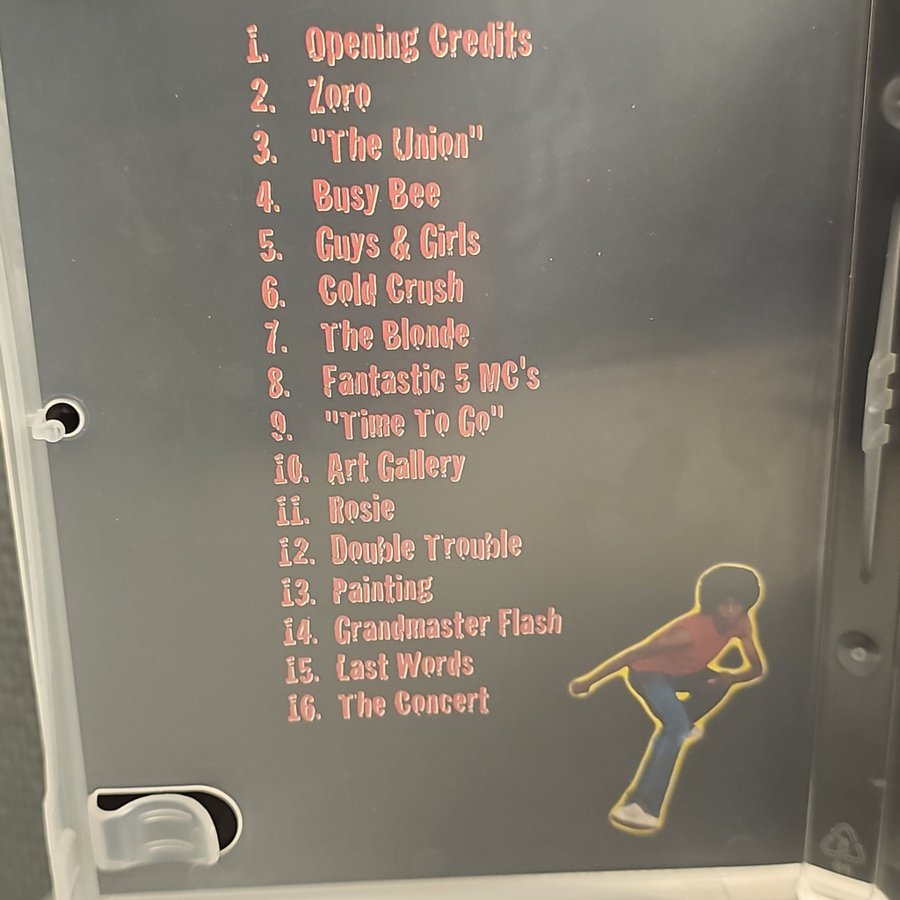 1. Opening Credits
2. Zoro
3. "The Union"
4. Busy Bee
5. Guys & Girls
6. Cold Crush
7. The Blonde
8. Fantastic 5 MC's
9. "Time To Go"
10. Art Gallery
11. Rosie
12. Double Trouble
13. Painting
14. Grandmaster Flash
15. Last Words
16. The Concert